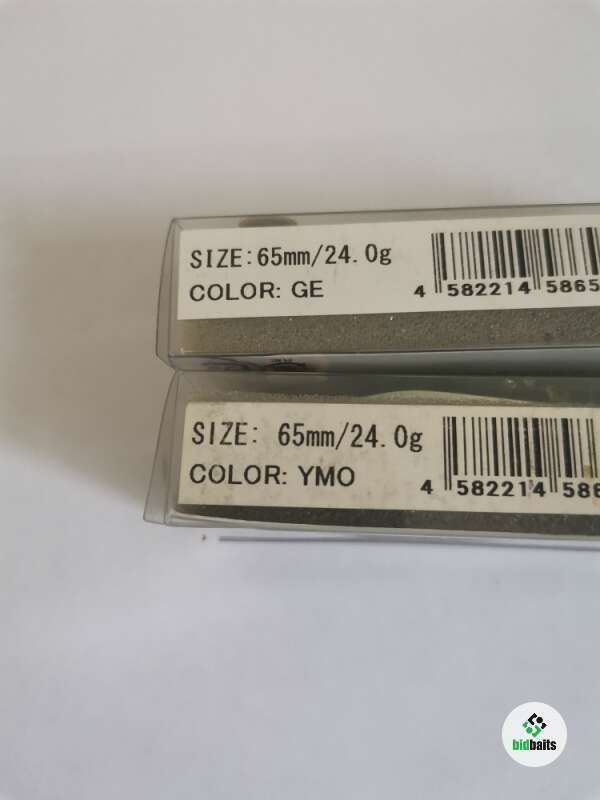 SIZE:65mm/24.0g
COLOR: GE
4 582214 5865
SIZE: 65mm/24.0g
COLOR: YMO
4 582214 586
bidbaits